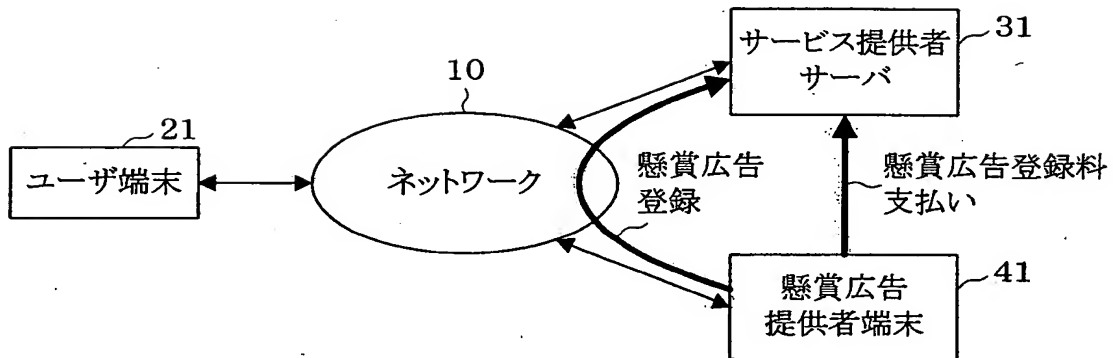 サービス提供者
サーバ
31
10
21
ユーザ端末
ネットワーク
懸賞広告
登録
懸賞広告登録料
支払い
懸賞広告
提供者端末
41